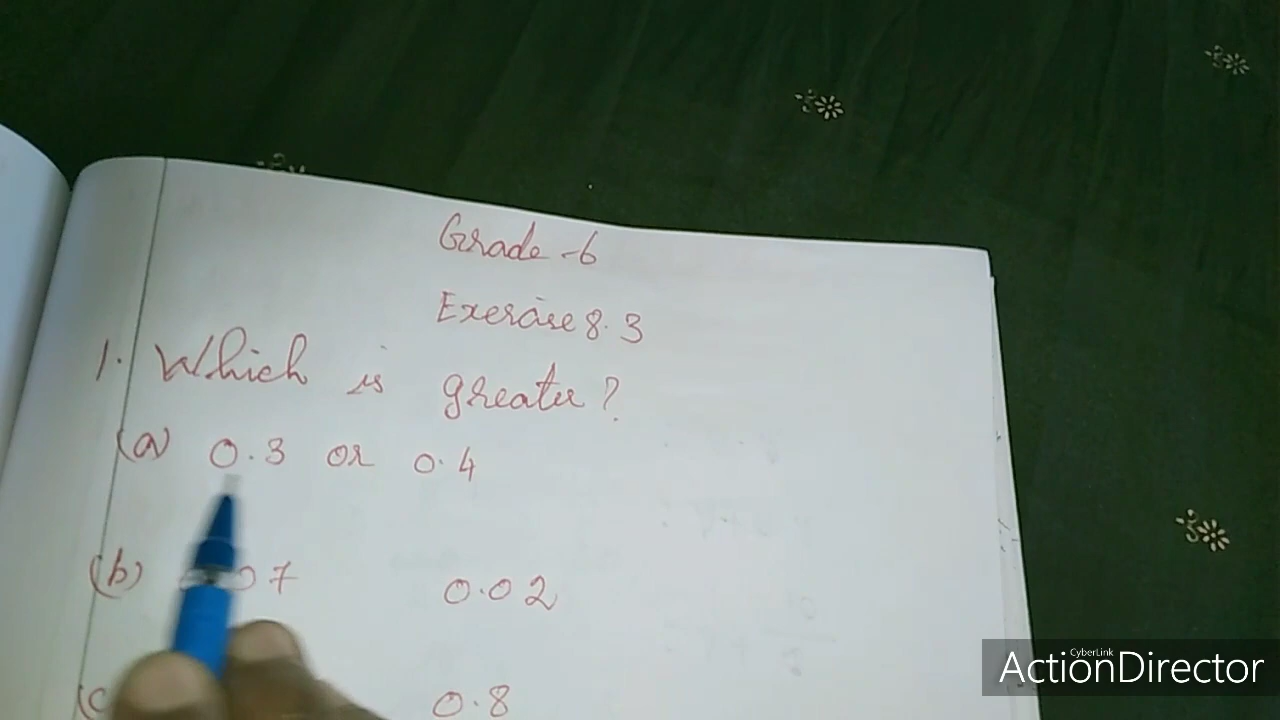 Grade -6
Exercise 8.3
1. Which is greater?
(a) 0.3 or 0.4
(b) 07 0.02
(c 0.8
CyberLink
ActionDirector